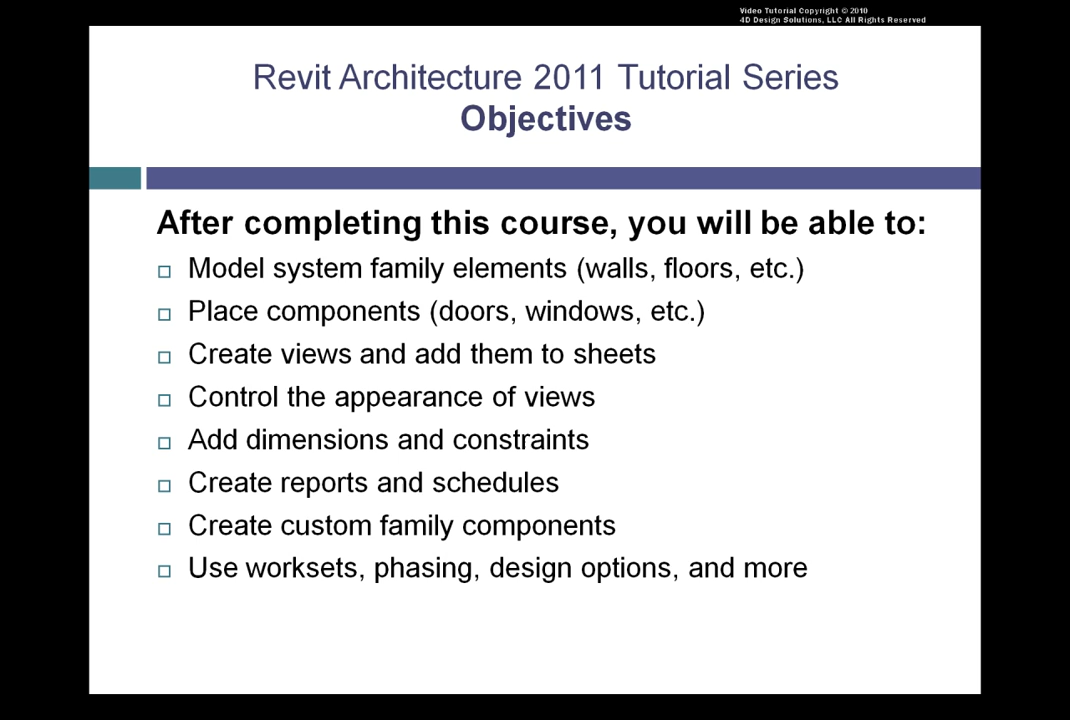 Video Tutorial Copyright © 2010
4D Design Solutions, LLC All Rights Reserved
Revit Architecture 2011 Tutorial Series
Objectives
After completing this course, you will be able to:
Model system family elements (walls, floors, etc.)
Place components (doors, windows, etc.)
Create views and add them to sheets
Control the appearance of views
Add dimensions and constraints
Create reports and schedules
Create custom family components
Use worksets, phasing, design options, and more